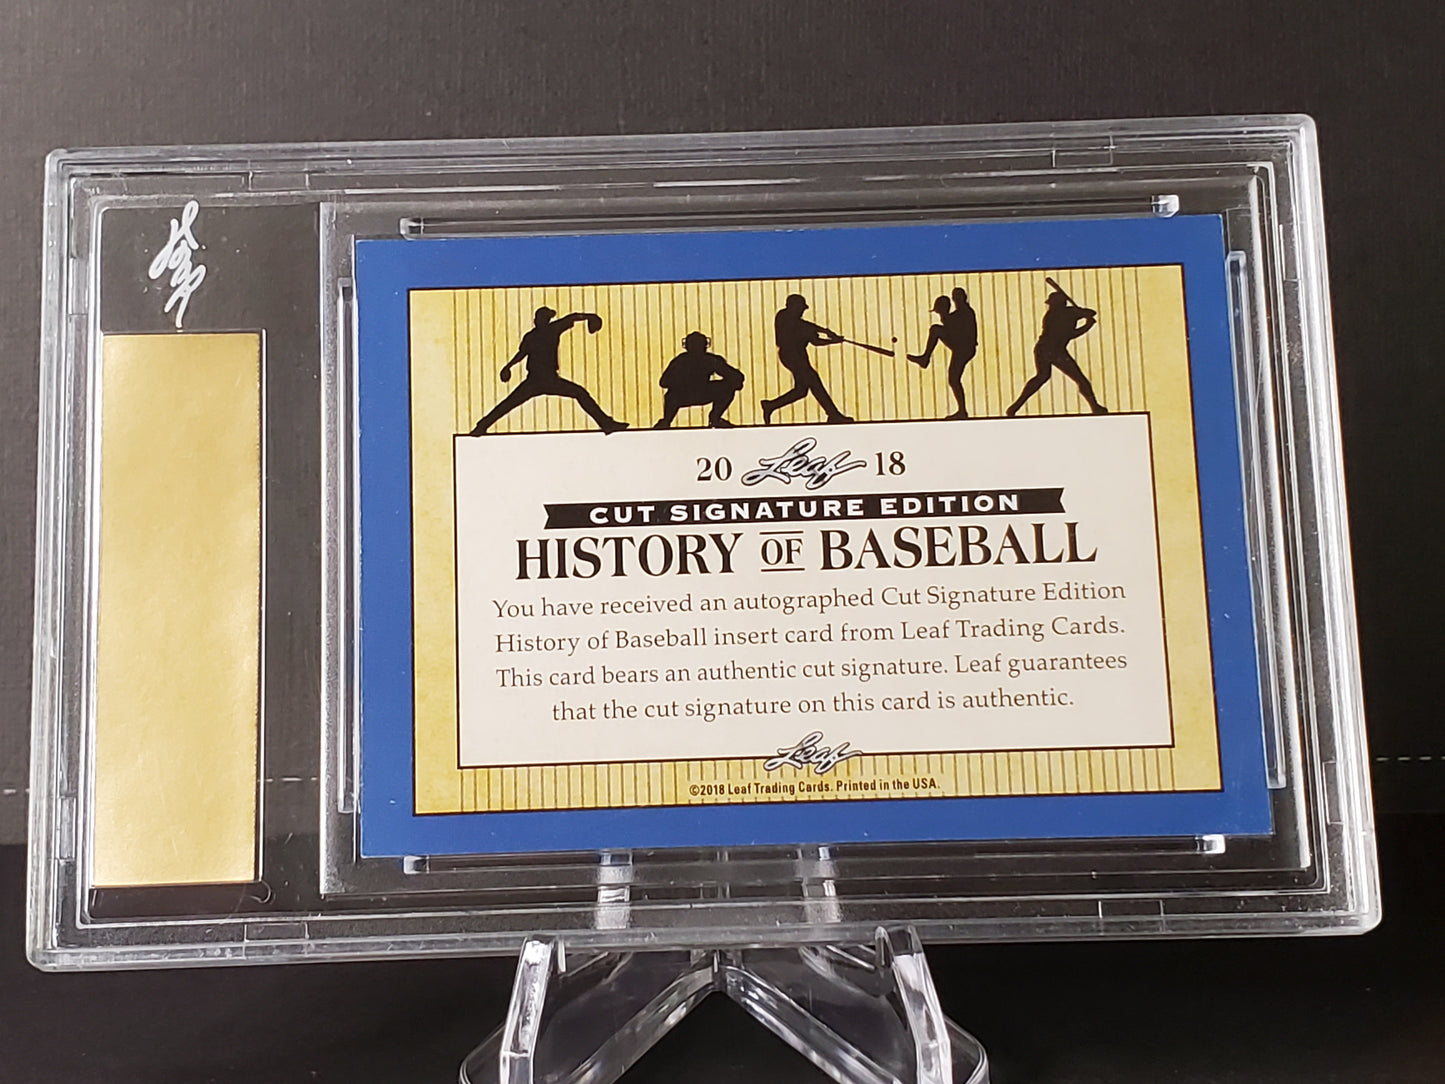 Leaf
20 Leaf 18
CUT SIGNATURE EDITION
HISTORY OF BASEBALL
You have received an autographed Cut Signature Edition
History of Baseball insert card from Leaf Trading Cards.
This card bears an authentic cut signature. Leaf guarantees
that the cut signature on this card is authentic.
Leaf
©2018 Leaf Trading Cards. Printed in the USA.